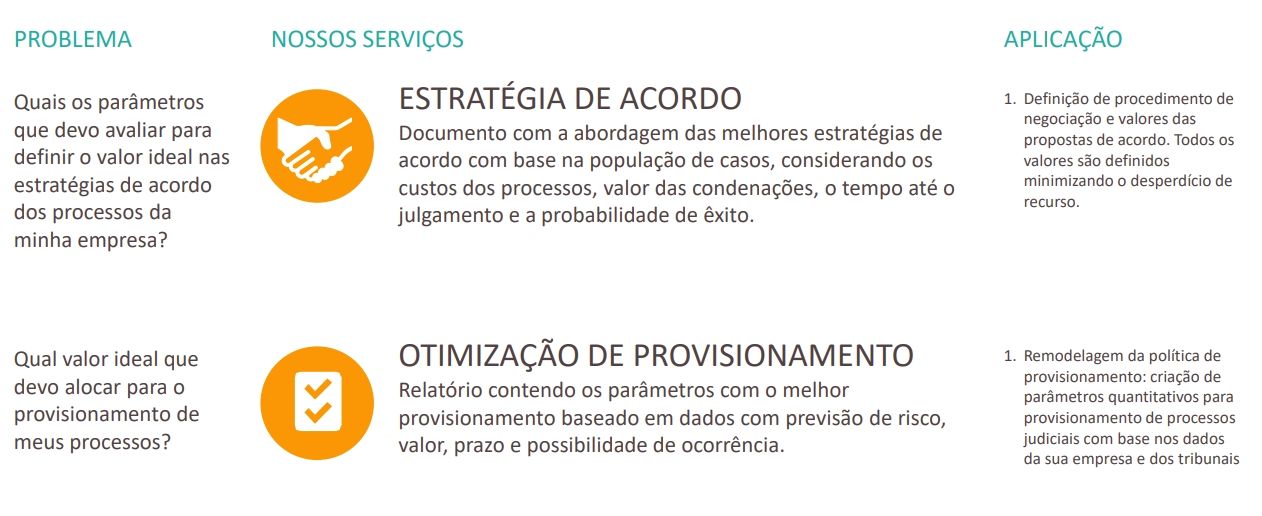 PROBLEMA
NOSSOS SERVIÇOS
APLICAÇÃO
Quais os parâmetros
que devo avaliar para
definir o valor ideal nas
estratégias de acordo
dos processos da
minha empresa?
ESTRATÉGIA DE ACORDO
Documento com a abordagem das melhores estratégias de
acordo com base na população de casos, considerando os
custos dos processos, valor das condenações, o tempo até o
julgamento e a probabilidade de êxito.
1. Definição de procedimento de
negociação e valores das
propostas de acordo. Todos os
valores são definidos
minimizando o desperdício de
recurso.
Qual valor ideal que
devo alocar para o
provisionamento de
meus processos?
OTIMIZAÇÃO DE PROVISIONAMENTO
Relatório contendo os parâmetros com o melhor
provisionamento baseado em dados com previsão de risco,
valor, prazo e possibilidade de ocorrência.
1. Remodelagem da política de
provisionamento: criação de
parâmetros quantitativos para
provisionamento de processos
judiciais com base nos dados
da sua empresa e dos tribunais